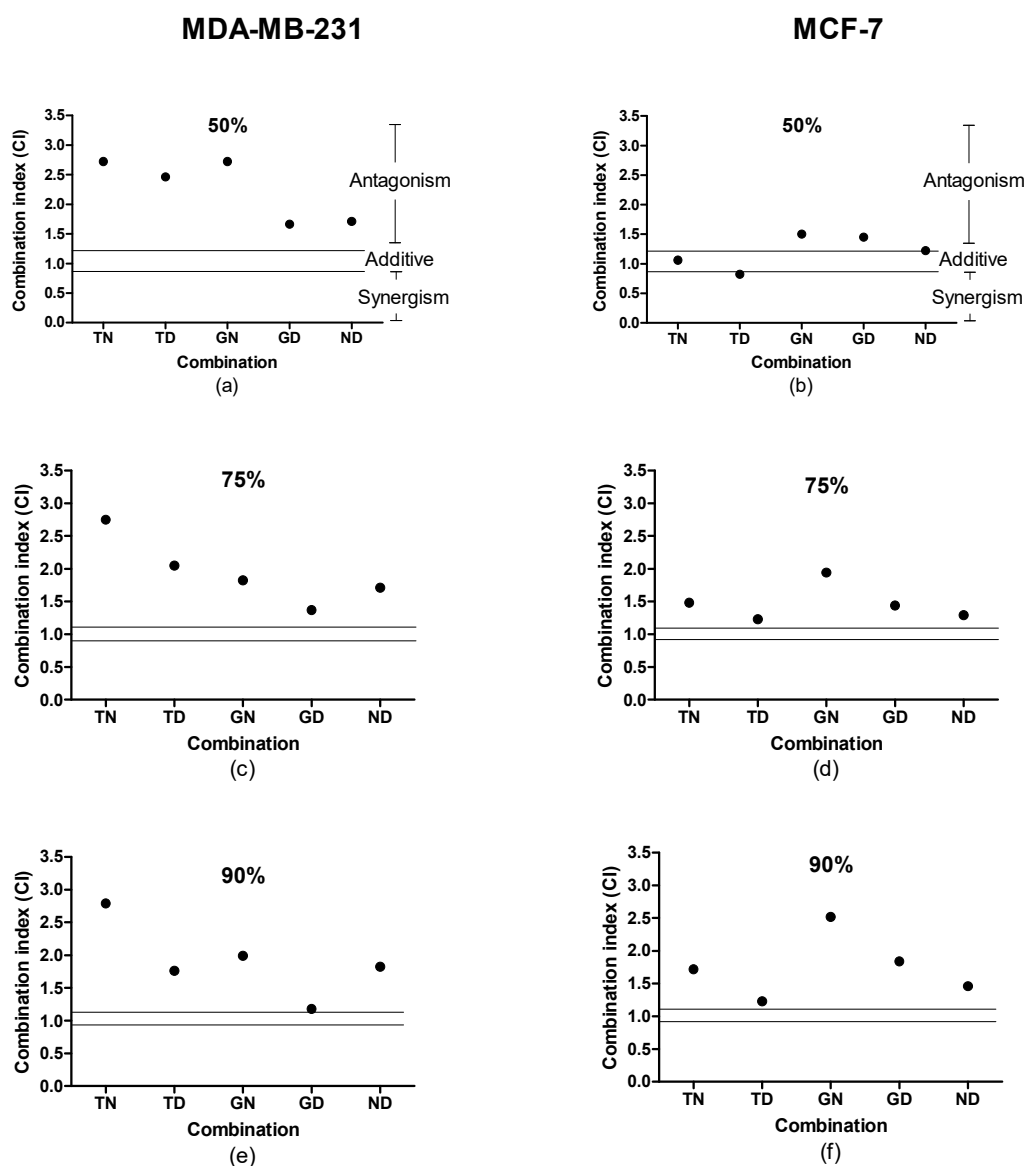 MDA-MB-231
MCF-7
50%
Combination index (CI)
3.5
3.0
2.5
2.0
1.5
1.0
0.5
0.0
TN TD GN GD ND
Combination
(a)
Antagonism
Additive
Synergism
50%
Combination index (CI)
3.5
3.0
2.5
2.0
1.5
1.0
0.5
0.0
TN TD GN GD ND
Combination
(b)
Antagonism
Additive
Synergism
75%
Combination index (CI)
3.5
3.0
2.5
2.0
1.5
1.0
0.5
0.0
TN TD GN GD ND
Combination
(c)
75%
Combination index (CI)
3.5
3.0
2.5
2.0
1.5
1.0
0.5
0.0
TN TD GN GD ND
Combination
(d)
90%
Combination index (CI)
3.5
3.0
2.5
2.0
1.5
1.0
0.5
0.0
TN TD GN GD ND
Combination
(e)
90%
Combination index (CI)
3.5
3.0
2.5
2.0
1.5
1.0
0.5
0.0
TN TD GN GD ND
Combination
(f)